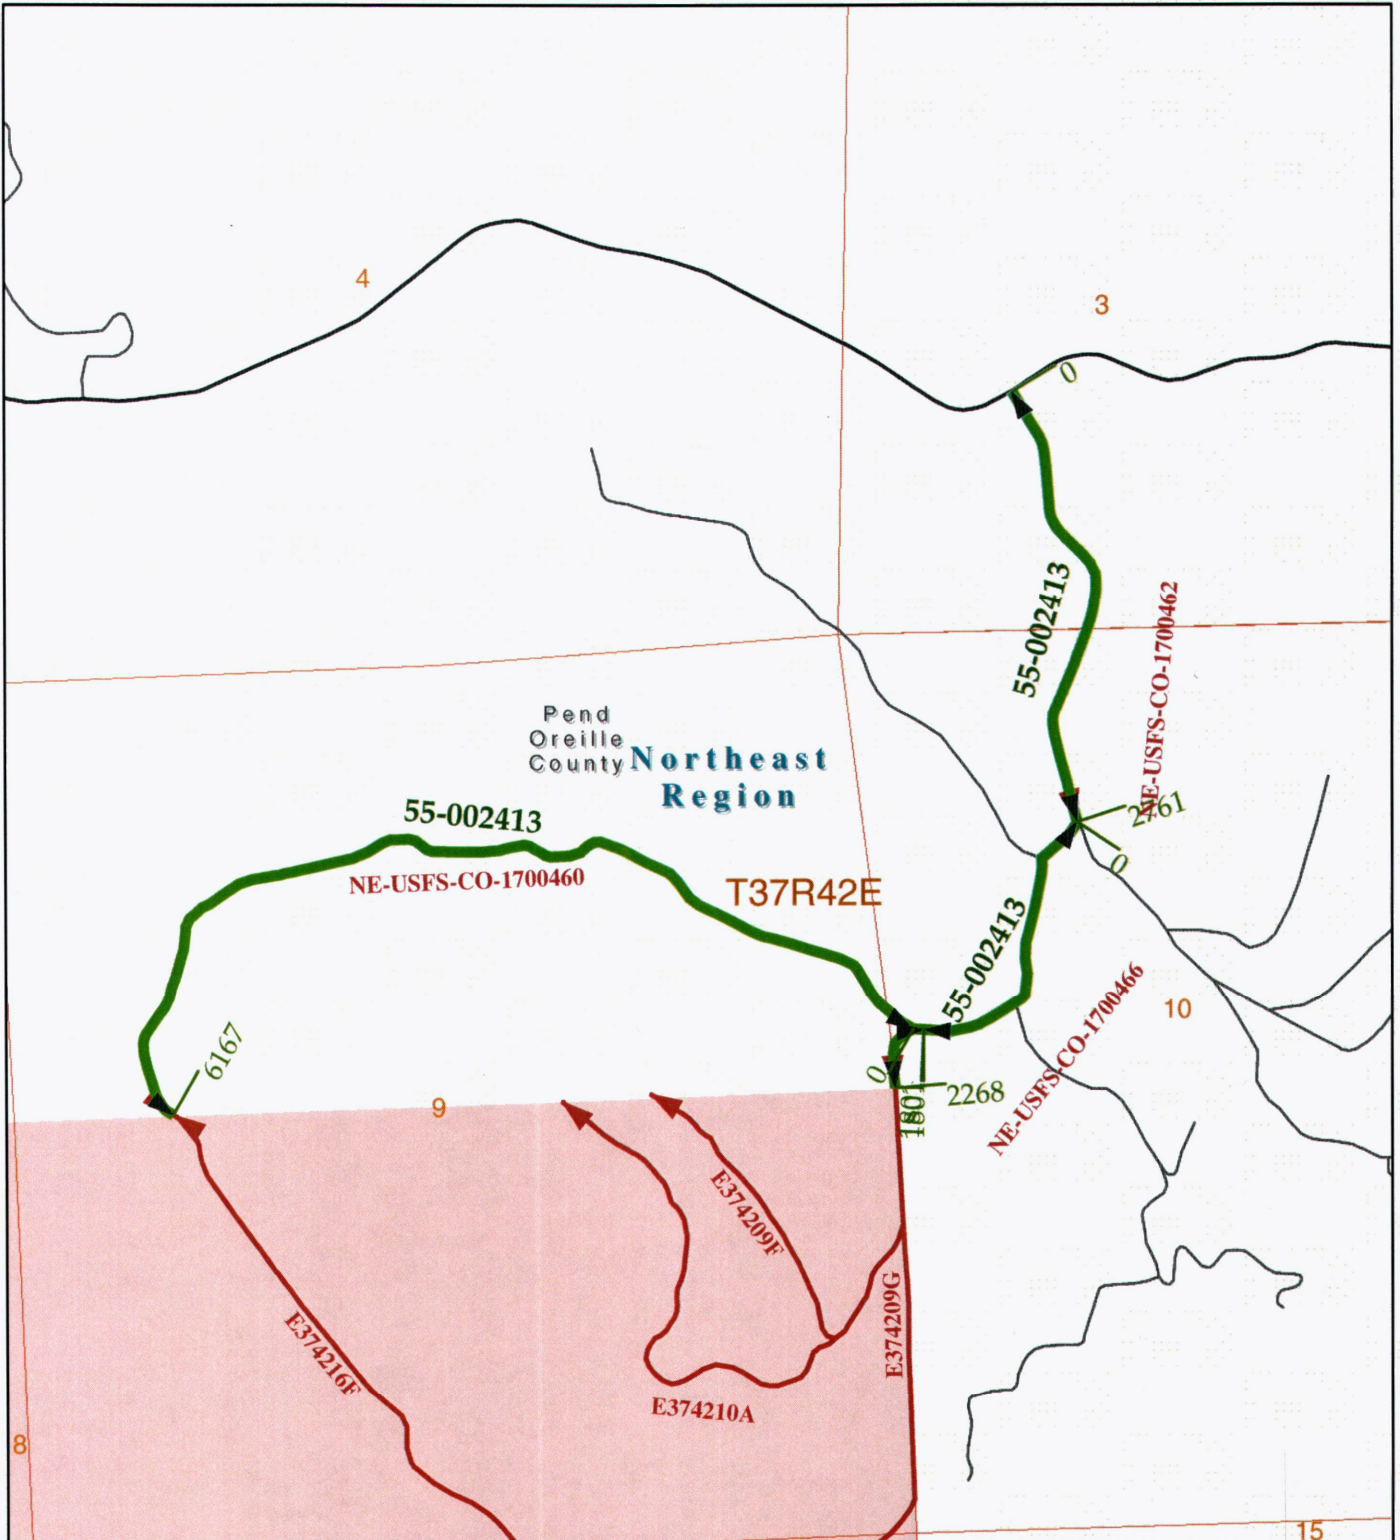 4
3
0
55-002413
NE-USFS-CO-1700462
Pend
Oreille
County
Northeast
Region
2761
0
55-002413
NE-USFS-CO-1700460
T37R42E
55-002413
NE-USFS-CO-1700466
10
6167
0
2268
9
E374209F
E374209G
E374216F
E374210A
8
15